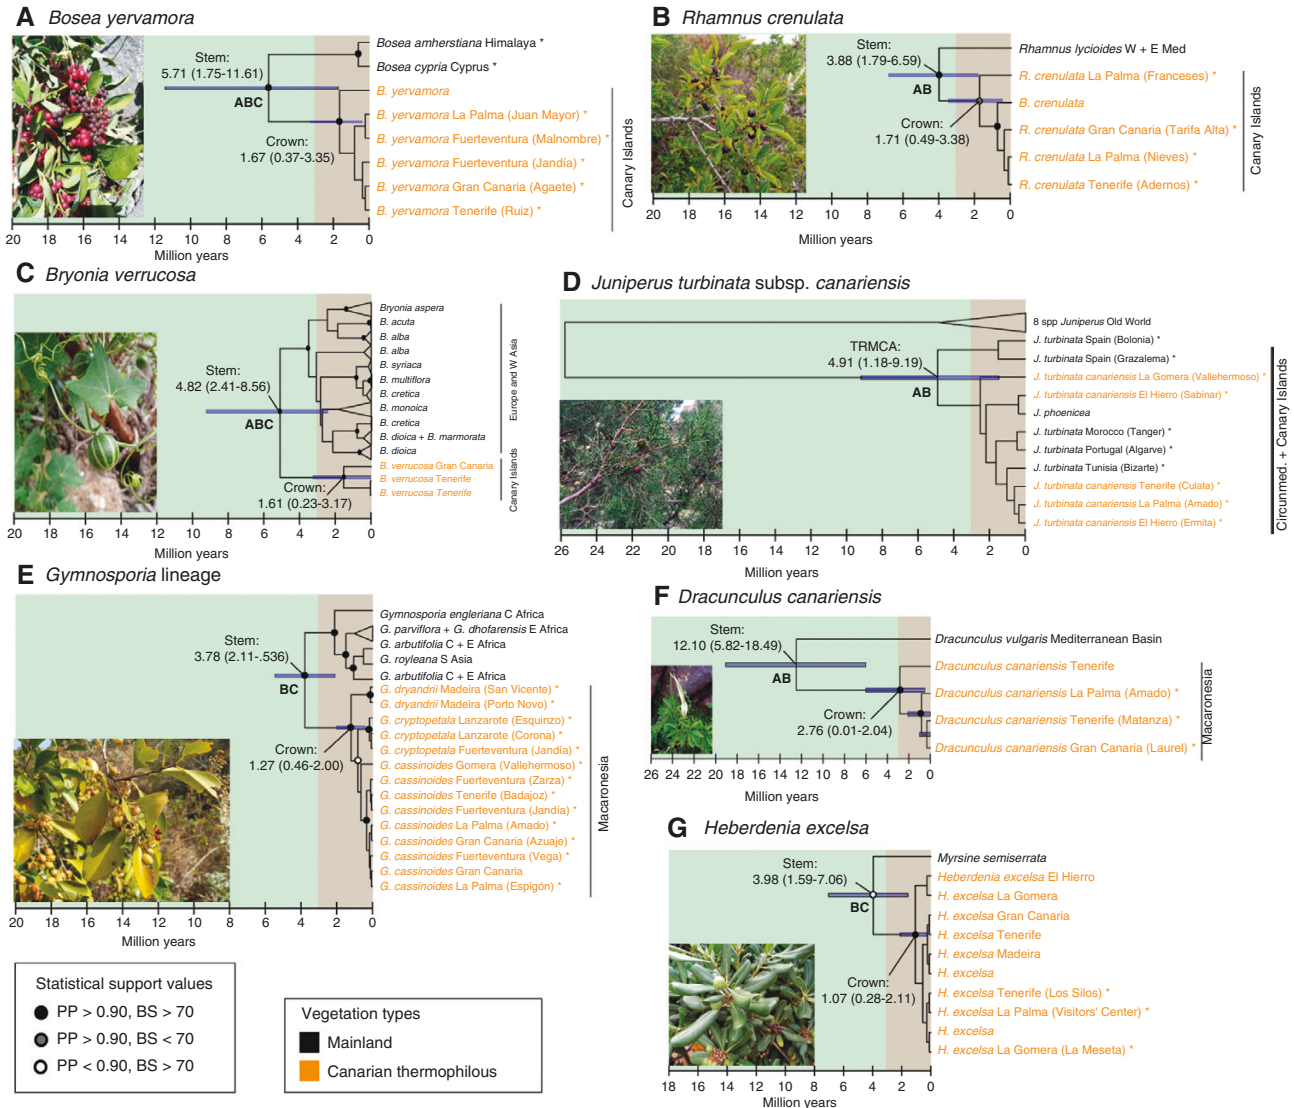 A Bosea yervamora
Stem:
5.71 (1.75-11.61)
ABC
Crown:
1.67 (0.37-3.35)
Bosea amherstiana Himalaya *
Bosea cypria Cyprus *
B. yervamora
B. yervamora La Palma (Juan Mayor) *
B. yervamora Fuerteventura (Malnombre) *
B. yervamora Fuerteventura (Jandía) *
B. yervamora Gran Canaria (Agaete) *
B. yervamora Tenerife (Ruiz) *
Canary Islands
20 18 16 14 12 10 8 6 4 2 0
Million years
B Rhamnus crenulata
Stem:
3.88 (1.79-6.59)
AB
Crown:
1.71 (0.49-3.38)
Rhamnus lycioides W + E Med
R. crenulata La Palma (Franceses) *
B. crenulata
R. crenulata Gran Canaria (Tarifa Alta) *
R. crenulata La Palma (Nieves) *
R. crenulata Tenerife (Adernos) *
Canary Islands
20 18 16 14 12 10 8 6 4 2 0
Million years
C Bryonia verrucosa
Stem:
4.82 (2.41-8.56)
ABC
Crown:
1.61 (0.23-3.17)
Bryonia aspera
B. acuta
B. alba
B. alba
B. syriaca
B. multiflora
B. cretica
B. monoica
B. cretica
B. dioica + B. marmorata
B. dioica
B. verrucosa Gran Canaria
B. verrucosa Tenerife
B. verrucosa Tenerife
Europe and W Asia
Canary Islands
20 18 16 14 12 10 8 6 4 2 0
Million years
D Juniperus turbinata subsp. canariensis
TRMCA:
4.91 (1.18-9.19)
AB
8 spp Juniperus Old World
J. turbinata Spain (Bolonia) *
J. turbinata Spain (Grazalema) *
J. turbinata canariensis La Gomera (Vallehermoso) *
J. turbinata canariensis El Hierro (Sabinar) *
J. phoenicea
J. turbinata Morocco (Tanger) *
J. turbinata Portugal (Algarve) *
J. turbinata Tunisia (Bizarte) *
J. turbinata canariensis Tenerife (Culata) *
J. turbinata canariensis La Palma (Amado) *
J. turbinata canariensis El Hierro (Ermita) *
Circunmed. + Canary Islands
26 24 22 20 18 16 14 12 10 8 6 4 2 0
Million years
E Gymnosporia lineage
Stem:
3.78 (2.11-.536)
BC
Crown:
1.27 (0.46-2.00)
Gymnosporia engleriana C Africa
G. parviflora + G. dhofarensis E Africa
G. arbutifolia C + E Africa
G. royleana S Asia
G. arbutifolia C + E Africa
G. dryandrii Madeira (San Vicente) *
G. dryandrii Madeira (Porto Novo) *
G. cryptopetala Lanzarote (Esquinzo) *
G. cryptopetala Lanzarote (Corona) *
G. cryptopetala Fuerteventura (Jandía) *
G. cassinoides Gomera (Vallehermoso) *
G. cassinoides Fuerteventura (Zarza) *
G. cassinoides Tenerife (Badajoz) *
G. cassinoides Fuerteventura (Jandía) *
G. cassinoides La Palma (Amado) *
G. cassinoides Gran Canaria (Azuaje) *
G. cassinoides Fuerteventura (Vega) *
G. cassinoides Gran Canaria
G. cassinoides La Palma (Espigón) *
Macaronesia
20 18 16 14 12 10 8 6 4 2 0
Million years
F Dracunculus canariensis
Stem:
12.10 (5.82-18.49)
AB
Crown:
2.76 (0.01-2.04)
Dracunculus vulgaris Mediterranean Basin
Dracunculus canariensis Tenerife
Dracunculus canariensis La Palma (Amado) *
Dracunculus canariensis Tenerife (Matanza) *
Dracunculus canariensis Gran Canaria (Laurel) *
Macaronesia
26 24 22 20 18 16 14 12 10 8 6 4 2 0
Million years
G Heberdenia excelsa
Stem:
3.98 (1.59-7.06)
BC
Crown:
1.07 (0.28-2.11)
Myrsine semiserrata
Heberdenia excelsa El Hierro
H. excelsa La Gomera
H. excelsa Gran Canaria
H. excelsa Tenerife
H. excelsa Madeira
H. excelsa
H. excelsa Tenerife (Los Silos) *
H. excelsa La Palma (Visitors' Center) *
H. excelsa
H. excelsa La Gomera (La Meseta) *
18 16 14 12 10 8 6 4 2 0
Million years
Statistical support values
PP > 0.90, BS > 70
PP > 0.90, BS < 70
PP < 0.90, BS > 70
Vegetation types
Mainland
Canarian thermophilous